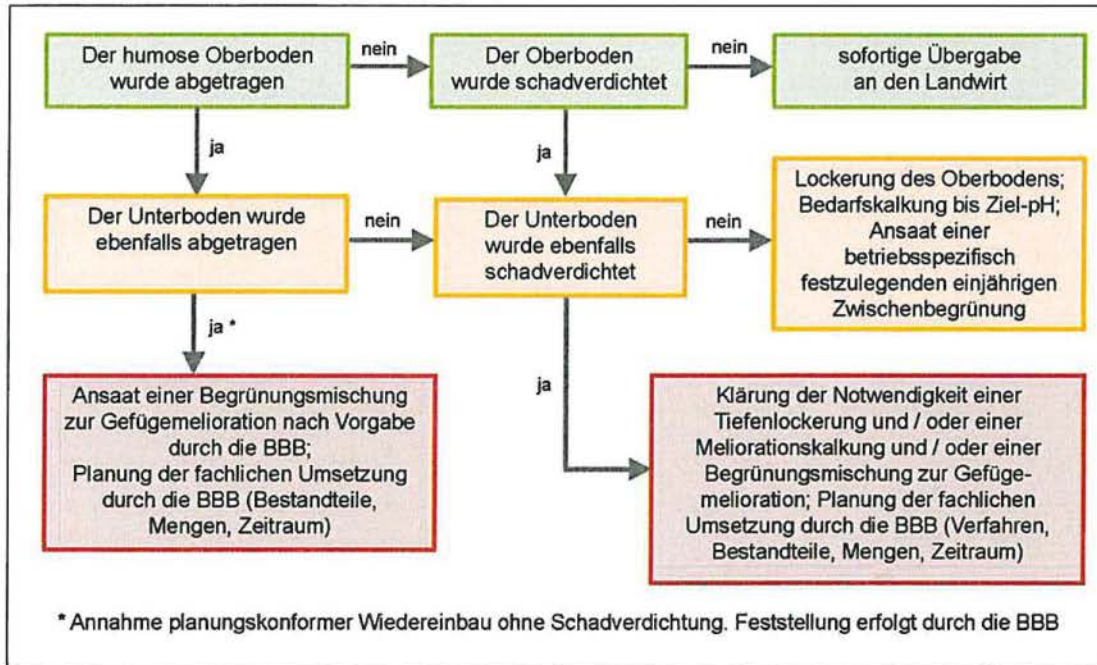 Der humose Oberboden
wurde abgetragen
nein
Der Oberboden
wurde schadverdichtet
nein
sofortige Übergabe
an den Landwirt
ja
ja
Der Unterboden wurde
ebenfalls abgetragen
nein
Der Unterboden
wurde ebenfalls
schadverdichtet
nein
Lockerung des Oberbodens;
Bedarfskalkung bis Ziel-pH;
Ansaat einer
betriebsspezifisch
festzulegenden einjährigen
Zwischenbegrünung
ja *
ja
Ansaat einer Begrünungsmischung
zur Gefügemelioration nach Vorgabe
durch die BBB;
Planung der fachlichen Umsetzung
durch die BBB (Bestandteile,
Mengen, Zeitraum)
Klärung der Notwendigkeit einer
Tiefenlockerung und / oder einer
Meliorationskalkung und / oder einer
Begrünungsmischung zur Gefüge-
melioration; Planung der fachlichen
Umsetzung durch die BBB (Verfahren,
Bestandteile, Mengen, Zeitraum)
* Annahme planungskonformer Wiedereinbau ohne Schadverdichtung. Feststellung erfolgt durch die BBB